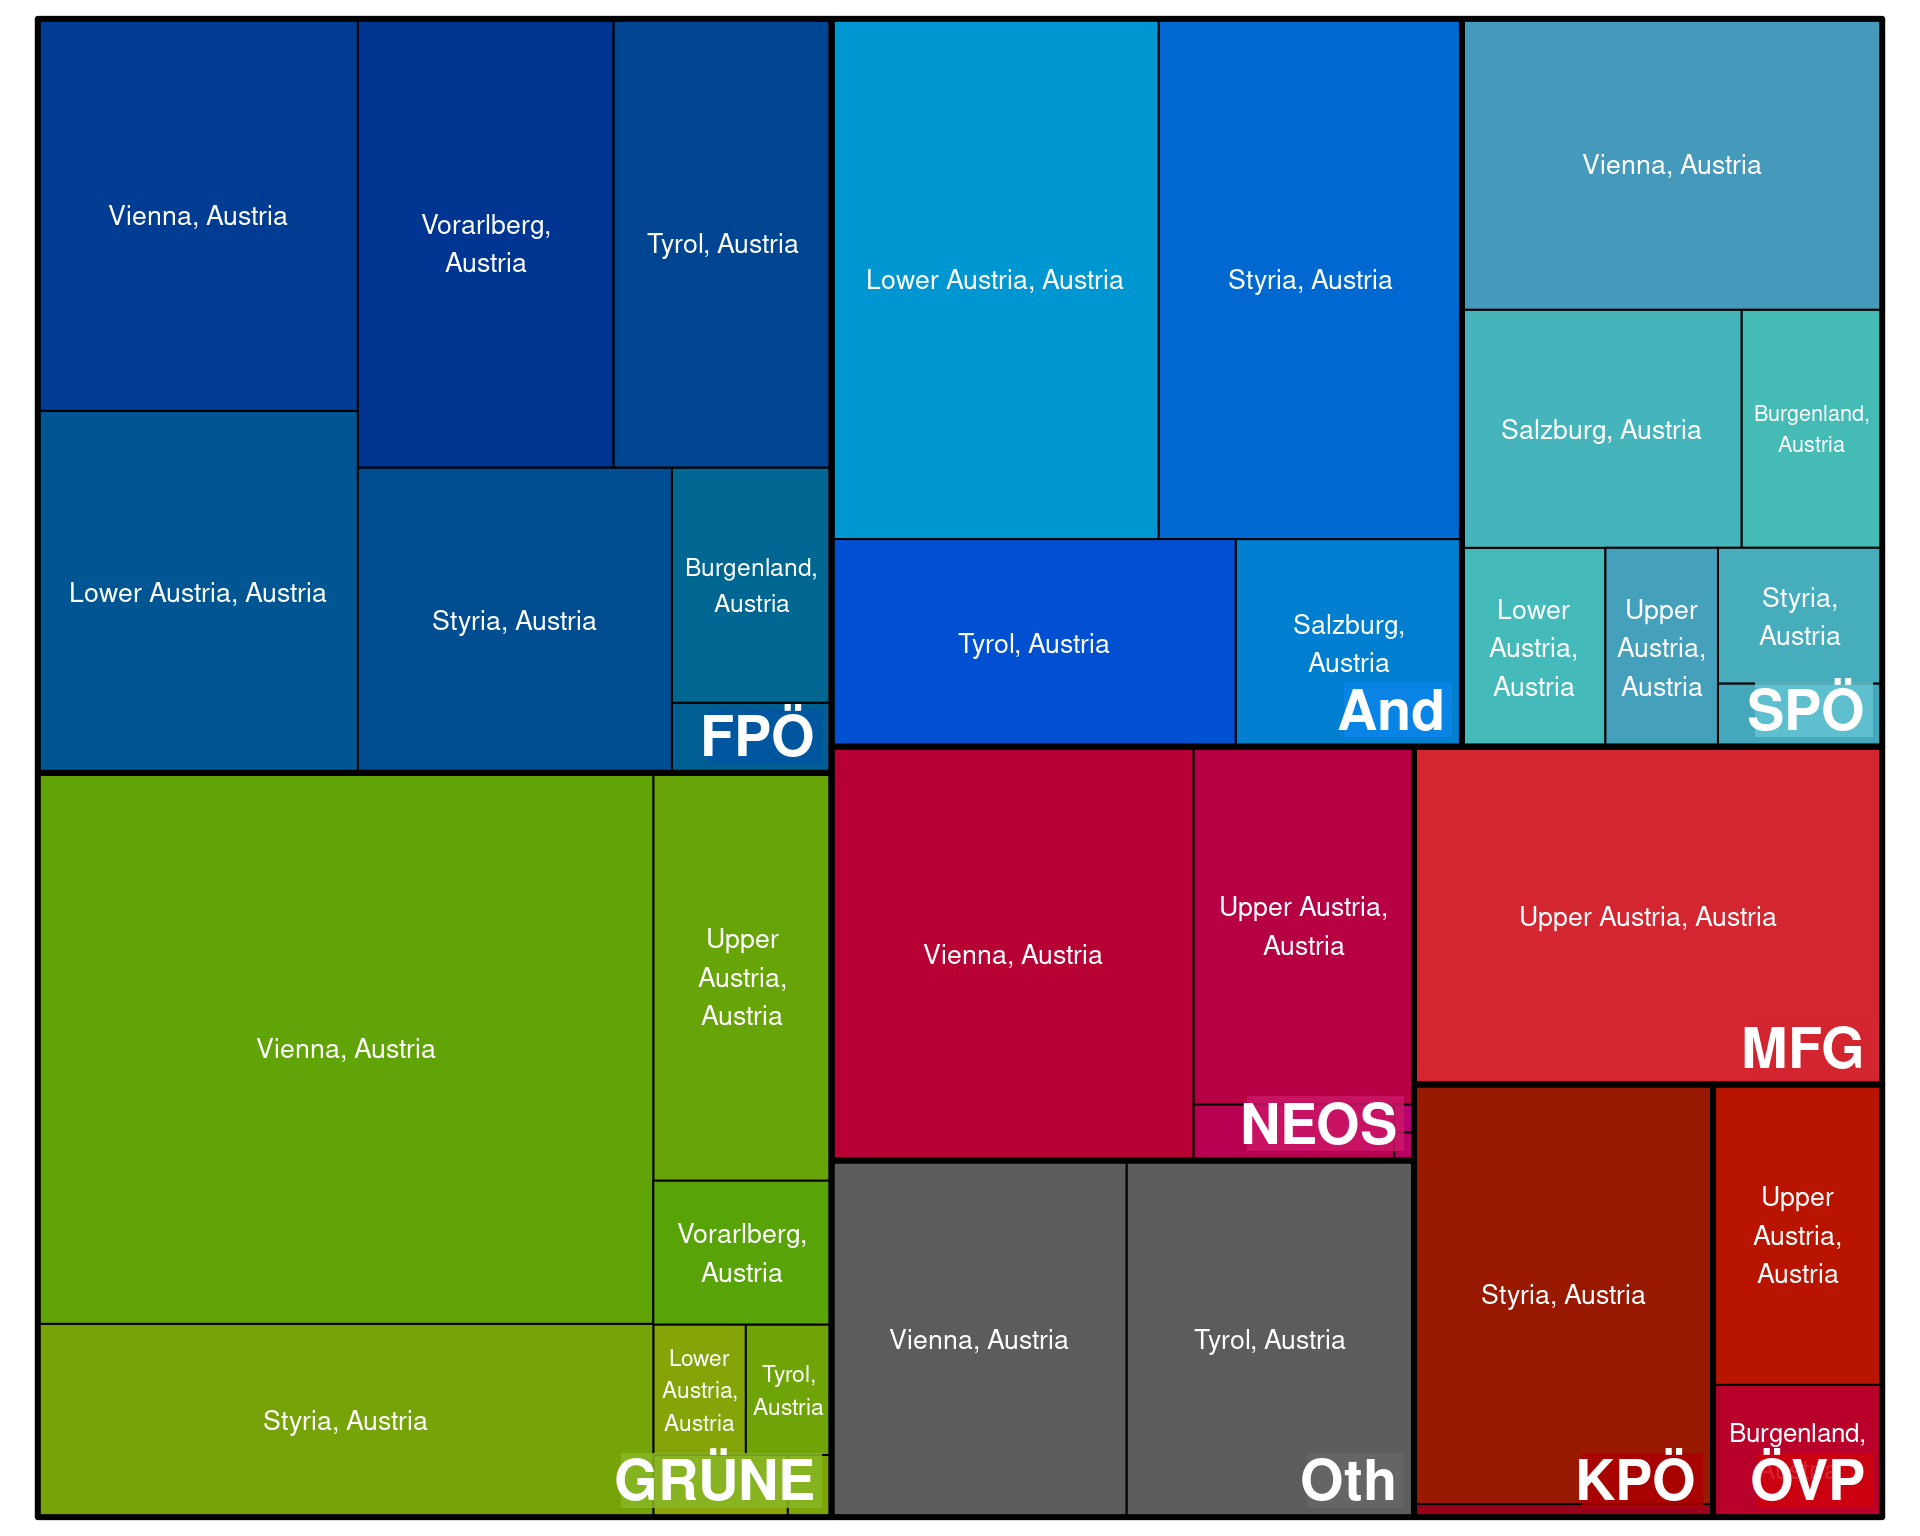 Vienna, Austria
Vorarlberg,
Austria
Tyrol, Austria
Lower Austria, Austria
Styria, Austria
Burgenland,
Austria
FPÖ
Lower Austria, Austria
Styria, Austria
Tyrol, Austria
Salzburg,
Austria
And
Vienna, Austria
Salzburg, Austria
Burgenland,
Austria
Lower
Austria,
Austria
Upper
Austria,
Austria
Styria,
Austria
SPÖ
Vienna, Austria
Upper
Austria,
Austria
Vorarlberg,
Austria
Styria, Austria
Lower
Austria,
Austria
Tyrol,
Austria
GRÜNE
Vienna, Austria
Upper Austria,
Austria
NEOS
Upper Austria, Austria
MFG
Vienna, Austria
Tyrol, Austria
Oth
Styria, Austria
KPÖ
Upper
Austria,
Austria
Burgenland,
ÖVP